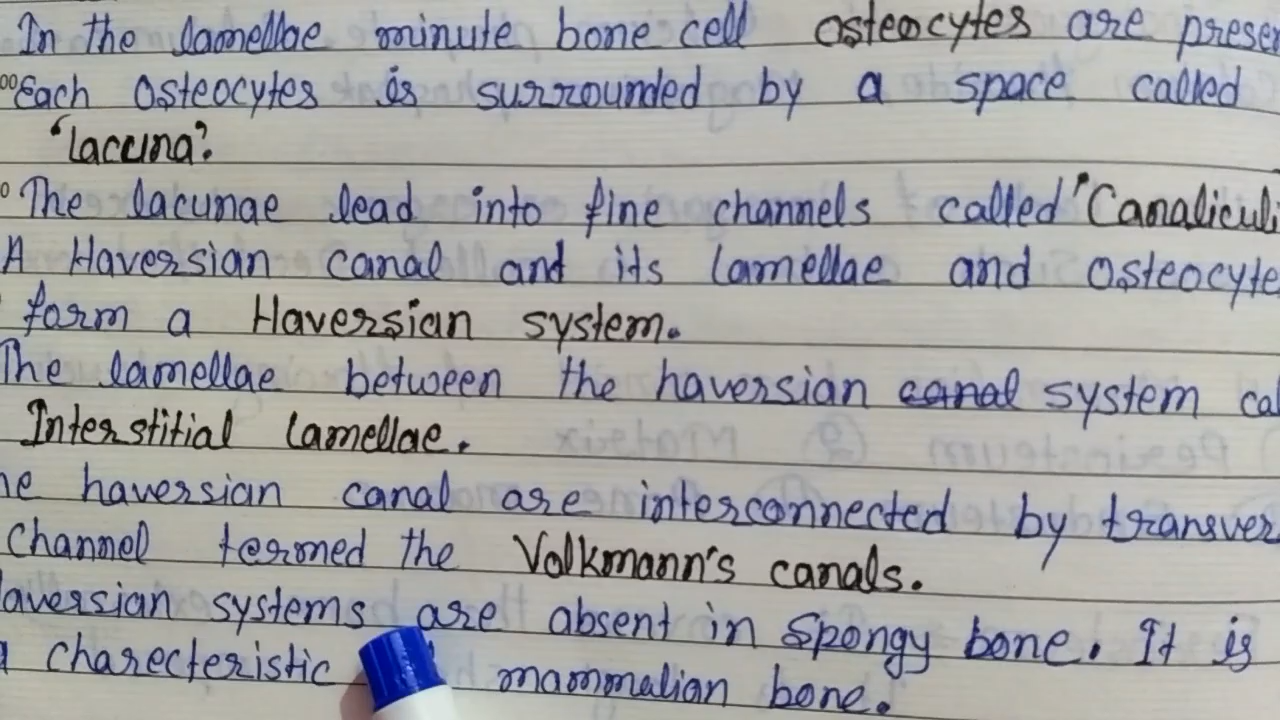 In the lamellae minute bone cell osteocytes are prese
Each Osteocytes is surrounded by a space called
"lacuna".
The lacunae lead into fine channels called "Canaliculi
A Haversian canal and its lamellae and Osteocyte
form a Haversian system.
The lamellae between the haversian canal system ca
Interstitial lamellae.
he haversian canal are interconnected by transver
Channel termed the Volkmann's canals.
aversian systems are absent in Spongy bone. It is
a charecteristic mammalian bone.